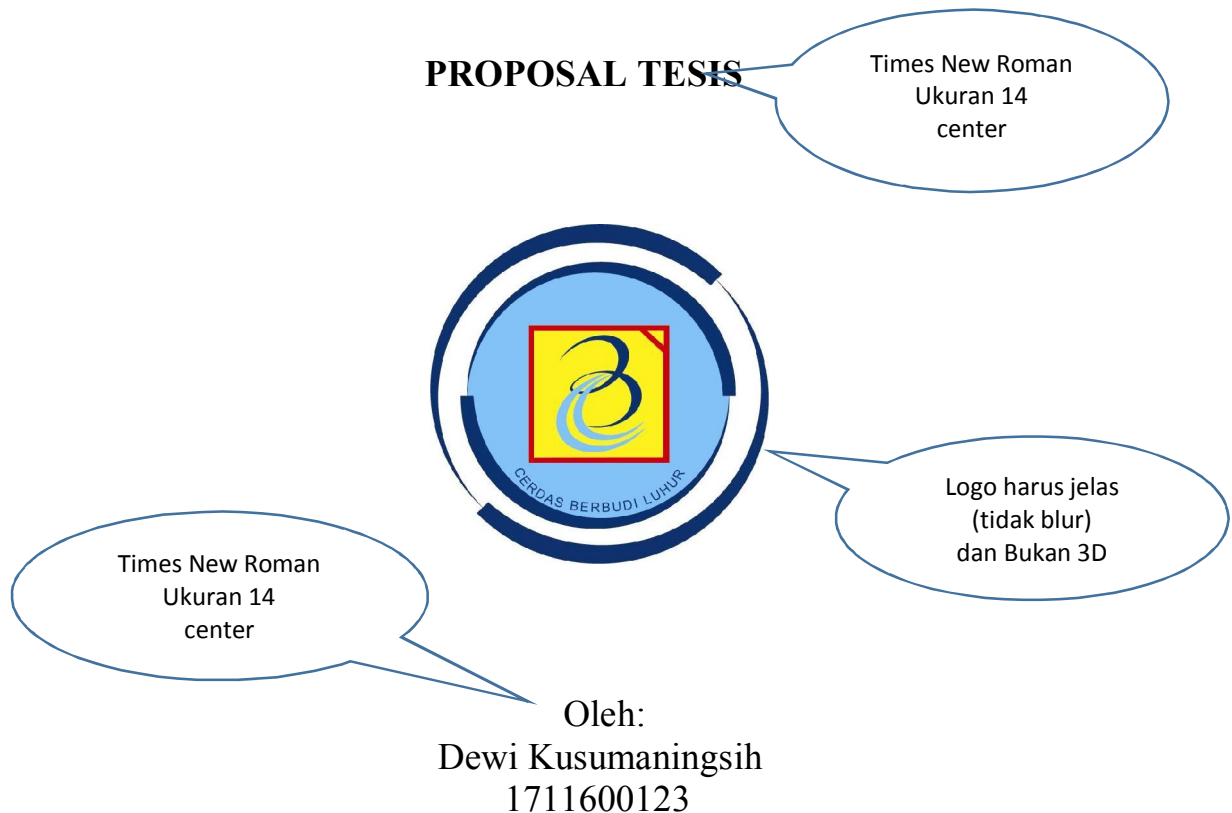 PROPOSAL TESIS
Times New Roman
Ukuran 14
center
CERDAS BERBUDI LUHUR
Logo harus jelas
(tidak blur)
dan Bukan 3D
Times New Roman
Ukuran 14
center
Oleh:
Dewi Kusumaningsih
1711600123